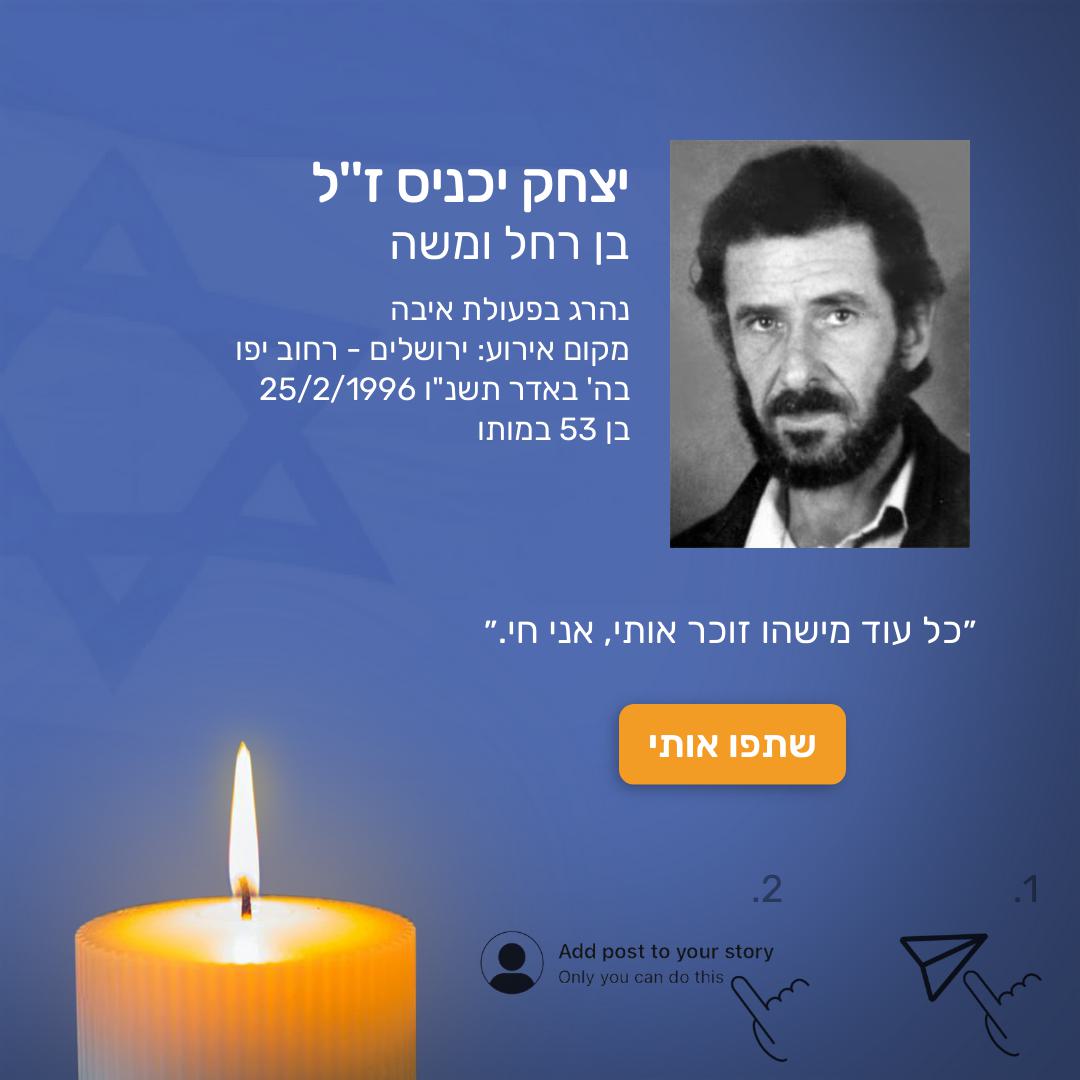 יצחק יכניס ז"ל
בן רחל ומשה
נהרג בפעולת איבה
מקום אירוע: ירושלים - רחוב יפו
בה' באדר תשנ"ו 25/2/1996
בן 53 במותו
״כל עוד מישהו זוכר אותי, אני חי.״
שתפו אותי
1.
2.
Add post to your story
Only you can do this